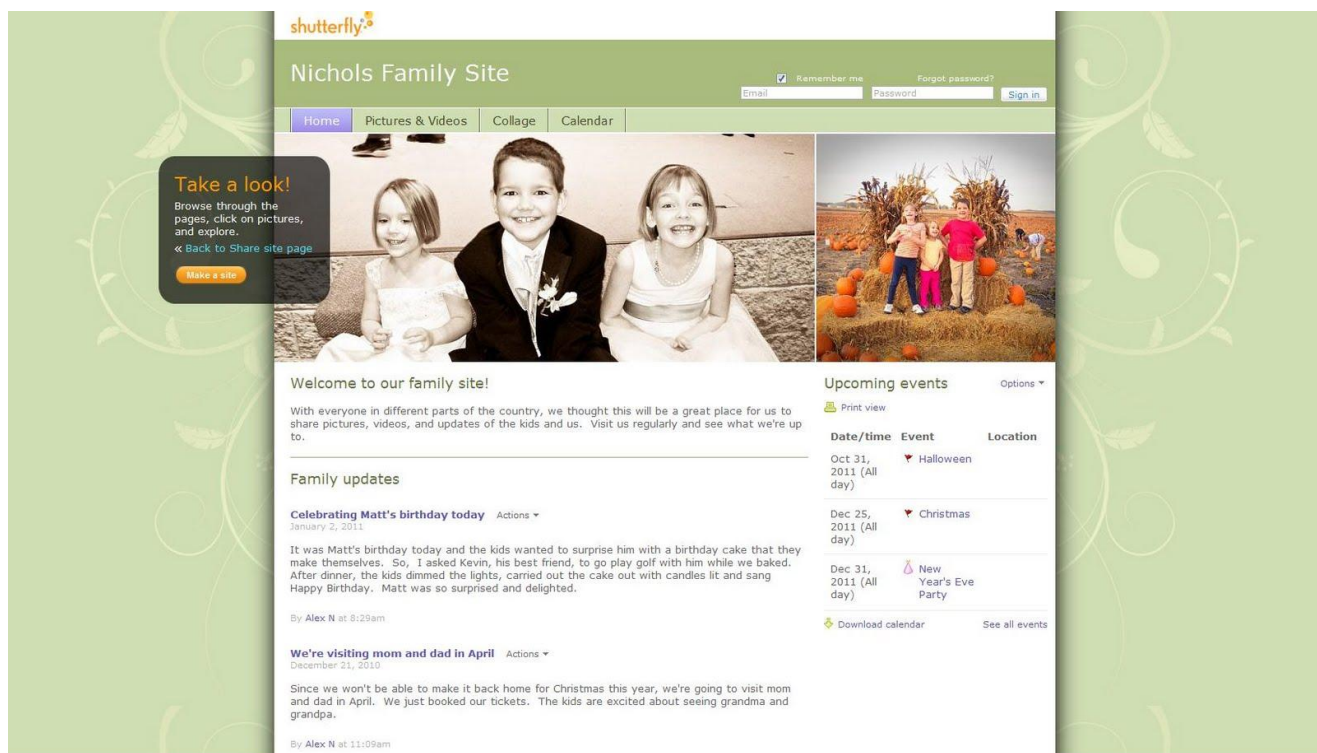 shutterfly
Nichols Family Site
Remember me
Forgot password?
Email
Password
Sign in
Home
Pictures & Videos
Collage
Calendar
Take a look!
Browse through the
pages, click on pictures,
and explore.
« Back to Share site page
Make a site
Welcome to our family site!
With everyone in different parts of the country, we thought this will be a great place for us to
share pictures, videos, and updates of the kids and us. Visit us regularly and see what we're up
to.
Family updates
Celebrating Matt's birthday today Actions
January 2, 2011
It was Matt's birthday today and the kids wanted to surprise him with a birthday cake that they
make themselves. So, I asked Kevin, his best friend, to go play golf with him while we baked.
After dinner, the kids dimmed the lights, carried out the cake out with candles lit and sang
Happy Birthday. Matt was so surprised and delighted.
By Alex N at 8:29am
We're visiting mom and dad in April Actions
December 21, 2010
Since we won't be able to make it back home for Christmas this year, we're going to visit mom
and dad in April. We just booked our tickets. The kids are excited about seeing grandma and
grandpa.
By Alex N at 11:09am
Upcoming events Options
Print view
Date/time Event Location
Oct 31, Halloween
2011 (All
day)
Dec 25, Christmas
2011 (All
day)
Dec 31, New
2011 (All Year's Eve
day) Party
Download calendar See all events